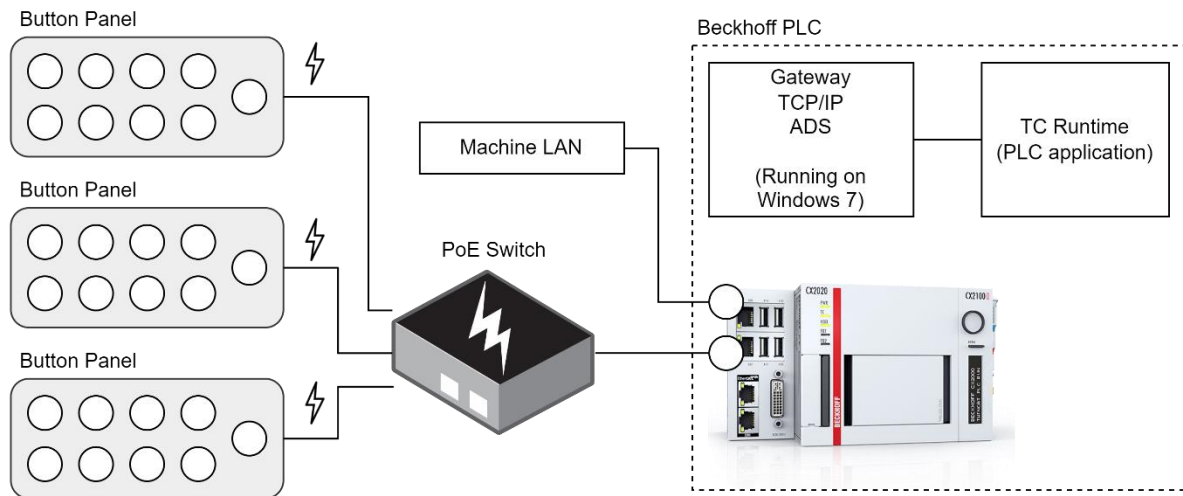 Button Panel
Button Panel
Button Panel
Machine LAN
PoE Switch
Beckhoff PLC
Gateway
TCP/IP
ADS
(Running on
Windows 7)
TC Runtime
(PLC application)
CX2020
CX2100
BECKHOFF